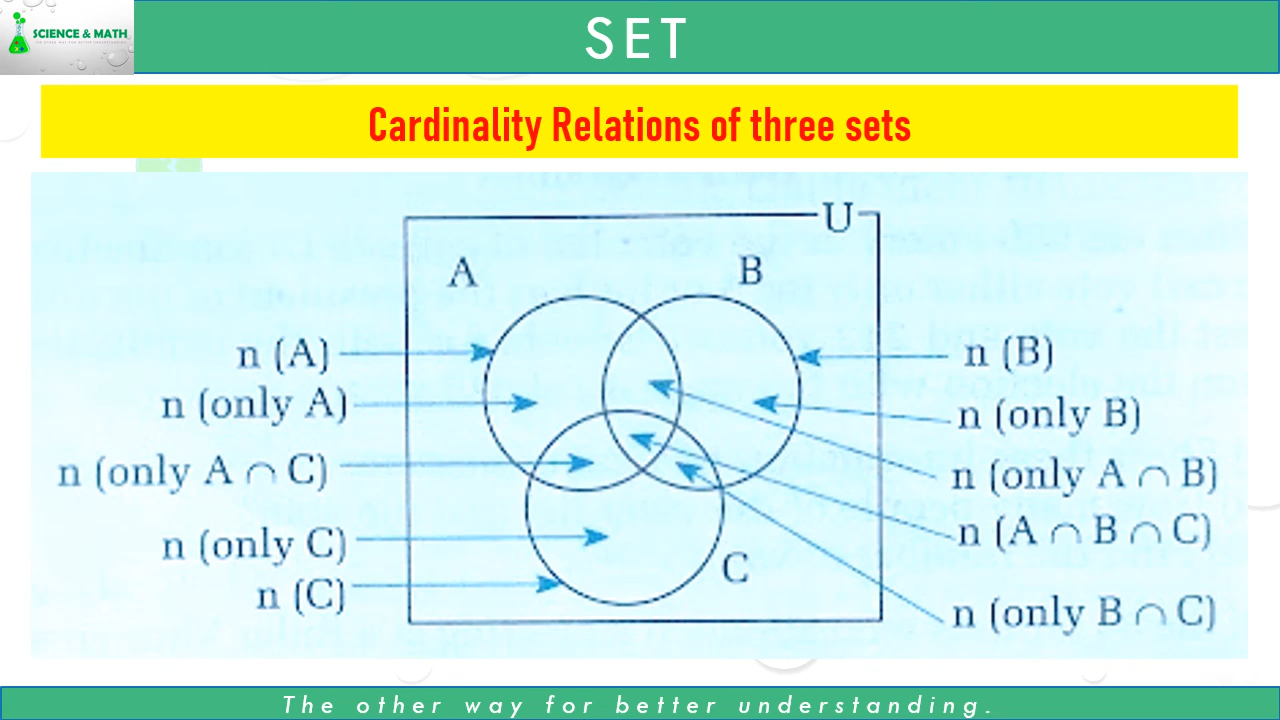 SCIENCE & MATH
SET
Cardinality Relations of three sets
U
A
B
n (A)
n (B)
n (only A)
n (only B)
n (only A ∩ C)
n (only A ∩ B)
n (only C)
n (A ∩ B ∩ C)
C
n (C)
n (only B ∩ C)
The other way for better understanding.